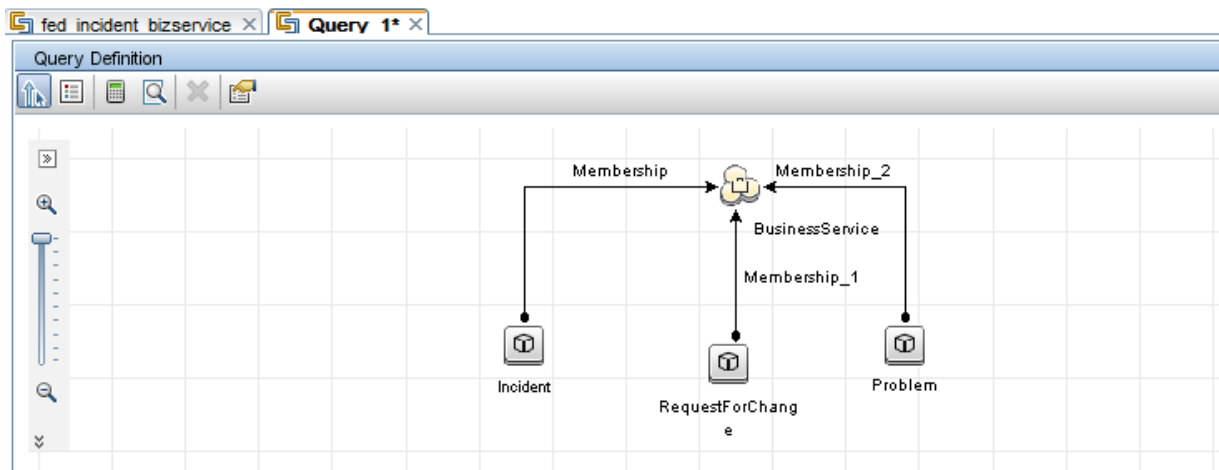 fed incident bizservice
Query 1*
Query Definition
Membership
Membership_2
BusinessService
Membership_1
Incident
RequestForChang
e
Problem